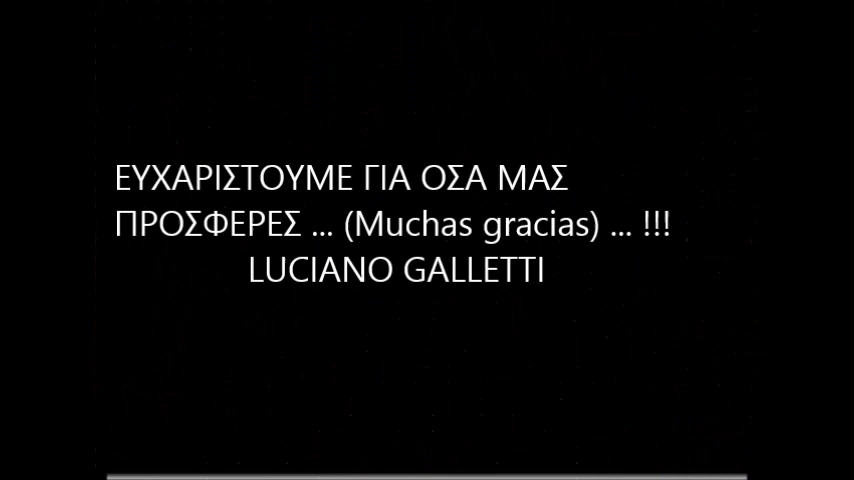 ΕΥΧΑΡΙΣΤΟΥΜΕ ΓΙΑ ΟΣΑ ΜΑΣ
ΠΡΟΣΦΕΡΕΣ ... (Muchas gracias) ... !!!
LUCIANO GALLETTI